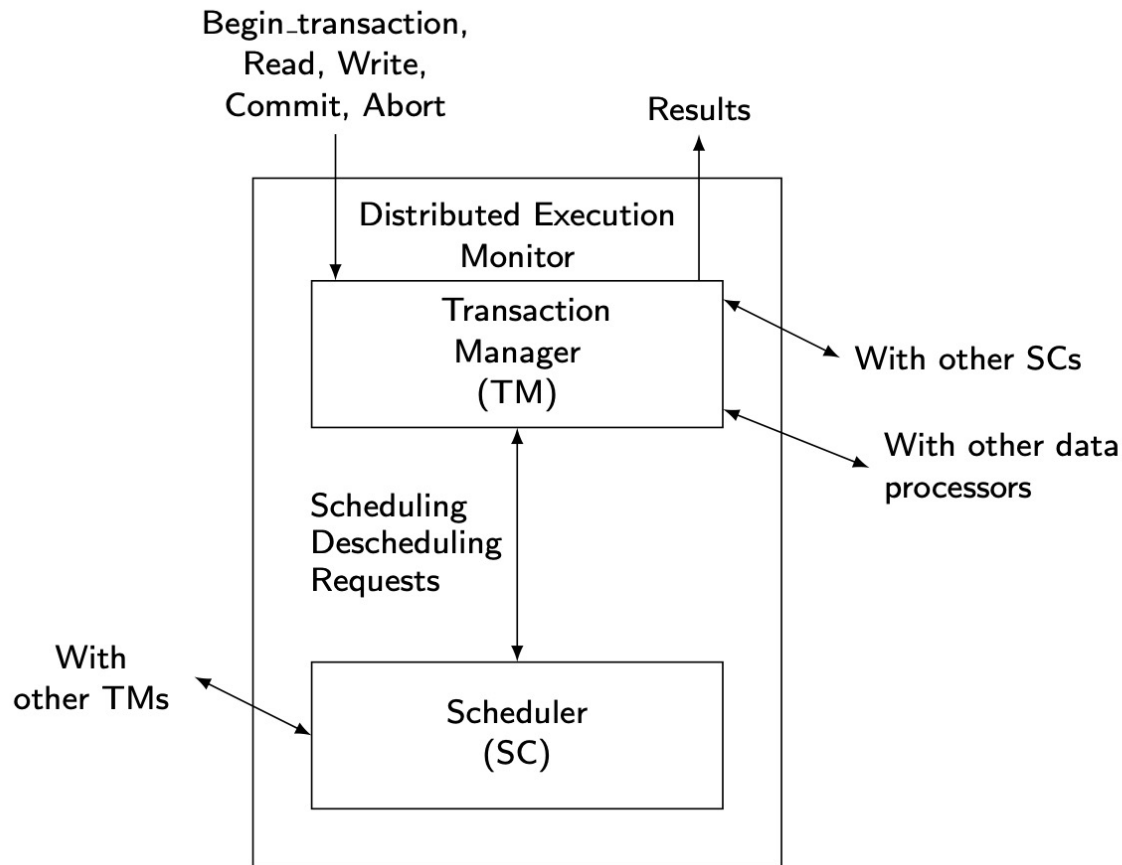 Begin_transaction,
Read, Write,
Commit, Abort
Results
Distributed Execution
Monitor
Transaction
Manager
(TM)
With other SCs
With other data
processors
Scheduling
Descheduling
Requests
With
other TMs
Scheduler
(SC)